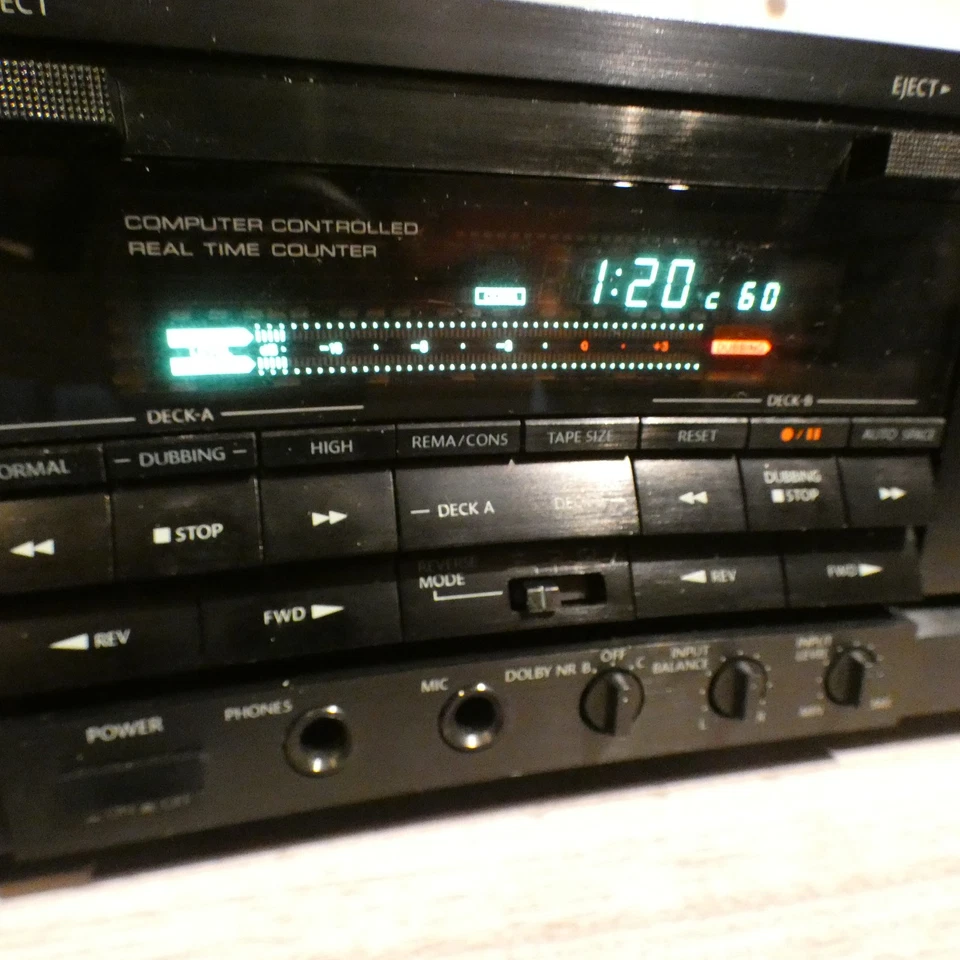 EJECT
COMPUTER CONTROLLED
REAL TIME COUNTER
1:20 c 60
0 +3
DUBBING
DECK-A
DECK-B
DUBBING
HIGH
REMA/CONS
TAPE SIZE
RESET
AUTO SPACE
STOP
DECK A
DUBBING
STOP
REVERSE
MODE
REV
FWD
REV
FWD
DOLBY NR B OFF C
INPUT
BALANCE
L R
INPUT
POWER
PHONES
MIC